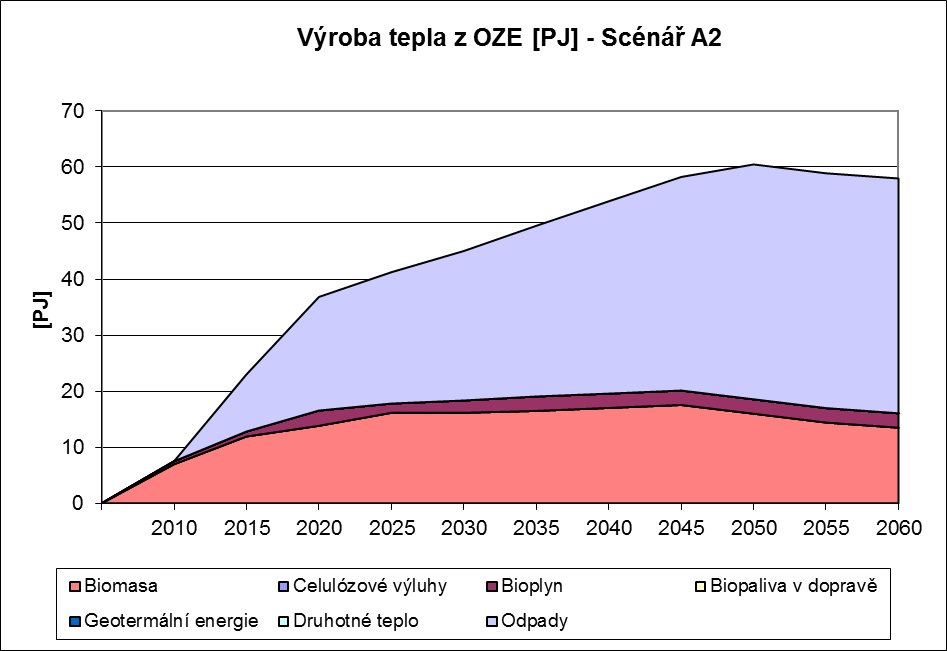 Výroba tepla z OZE [PJ] - Scénář A2
70
60
50
40
30
20
10
0
[PJ]
2010 2015 2020 2025 2030 2035 2040 2045 2050 2055 2060
Biomasa Celulózové výluhy Bioplyn Biopaliva v dopravě
Geotermální energie Druhotné teplo Odpady